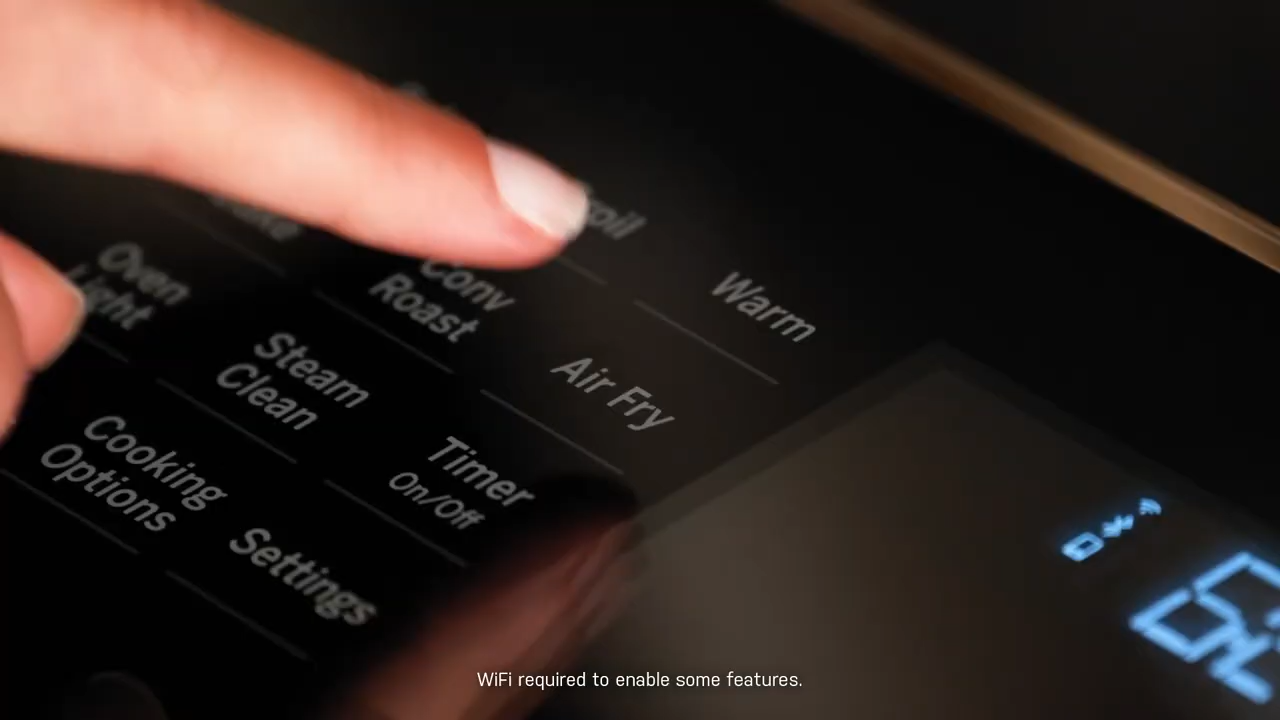 Warm
Conv
Roast
Air Fry
Oven
Light
Steam
Clean
Timer
On/Off
Cooking
Options
Settings
WiFi required to enable some features.